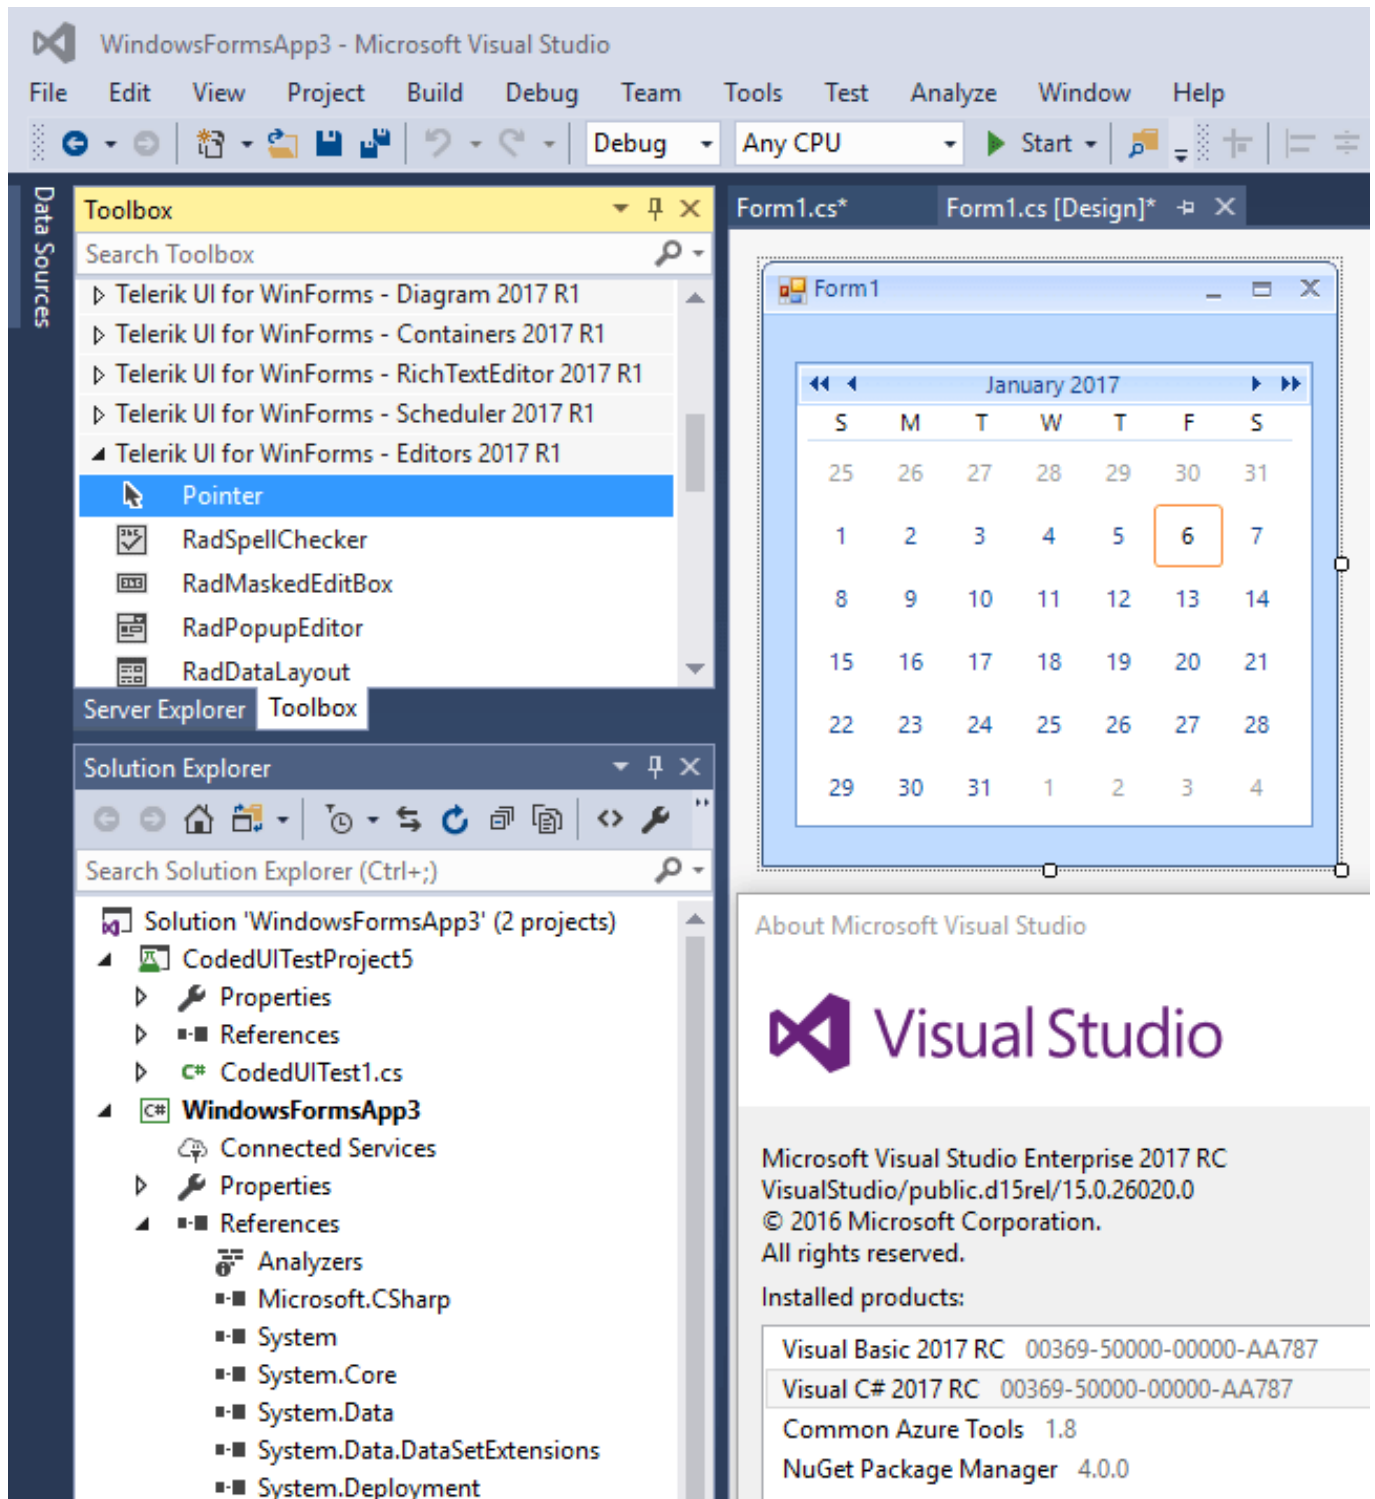 WindowsFormsApp3 - Microsoft Visual Studio
File Edit View Project Build Debug Team Tools Test Analyze Window Help
Debug Any CPU Start
Data Sources
Toolbox
Search Toolbox
Telerik UI for WinForms - Diagram 2017 R1
Telerik UI for WinForms - Containers 2017 R1
Telerik UI for WinForms - RichTextEditor 2017 R1
Telerik UI for WinForms - Scheduler 2017 R1
Telerik UI for WinForms - Editors 2017 R1
Pointer
RadSpellChecker
RadMaskedEditBox
RadPopupEditor
RadDataLayout
Server Explorer Toolbox
Solution Explorer
Search Solution Explorer (Ctrl+;)
Solution 'WindowsFormsApp3' (2 projects)
CodedUITestProject5
Properties
References
C# CodedUITest1.cs
C# WindowsFormsApp3
Connected Services
Properties
References
Analyzers
Microsoft.CSharp
System
System.Core
System.Data
System.Data.DataSetExtensions
System.Deployment
Form1.cs* Form1.cs [Design]*
Form1
January 2017
S M T W T F S
25 26 27 28 29 30 31
1 2 3 4 5 6 7
8 9 10 11 12 13 14
15 16 17 18 19 20 21
22 23 24 25 26 27 28
29 30 31 1 2 3 4
About Microsoft Visual Studio
Visual Studio
Microsoft Visual Studio Enterprise 2017 RC
VisualStudio/public.d15rel/15.0.26020.0
© 2016 Microsoft Corporation.
All rights reserved.
Installed products:
Visual Basic 2017 RC 00369-50000-00000-AA787
Visual C# 2017 RC 00369-50000-00000-AA787
Common Azure Tools 1.8
NuGet Package Manager 4.0.0